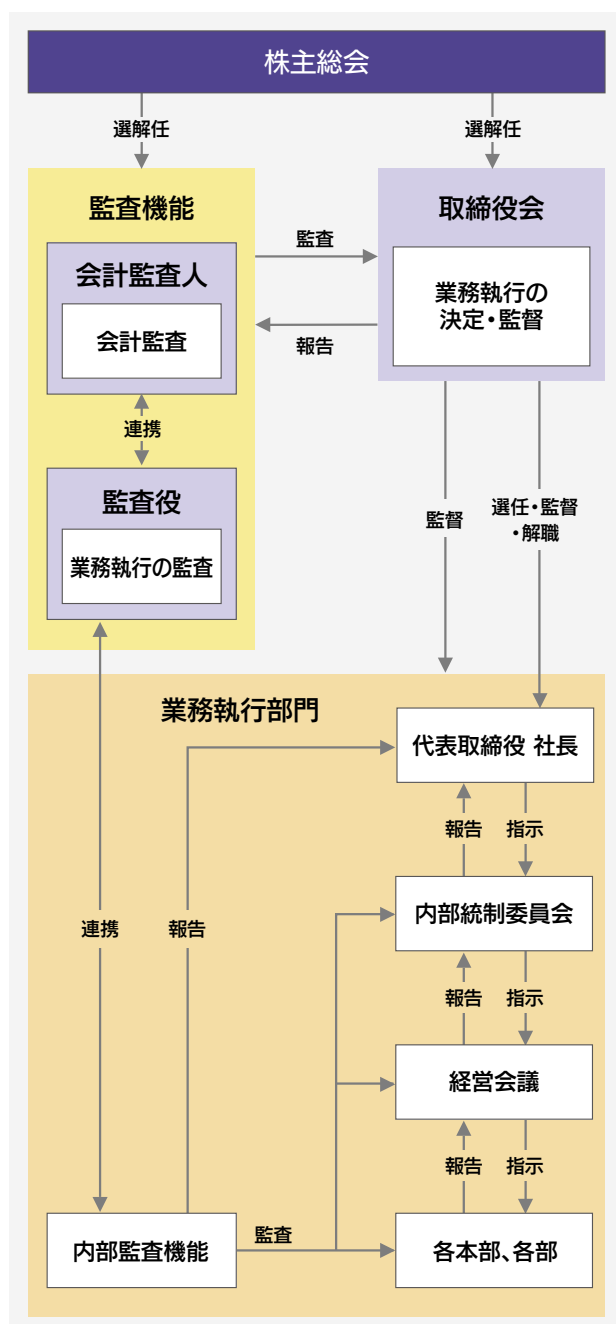 株主総会
選解任
選解任
監査機能
会計監査人
会計監査
連携
監査役
業務執行の監査
監査
報告
取締役会
業務執行の
決定・監督
監督
選任・監督
・解職
業務執行部門
代表取締役 社長
報告
指示
内部統制委員会
連携
報告
報告
指示
経営会議
報告
指示
内部監査機能
監査
各本部、各部